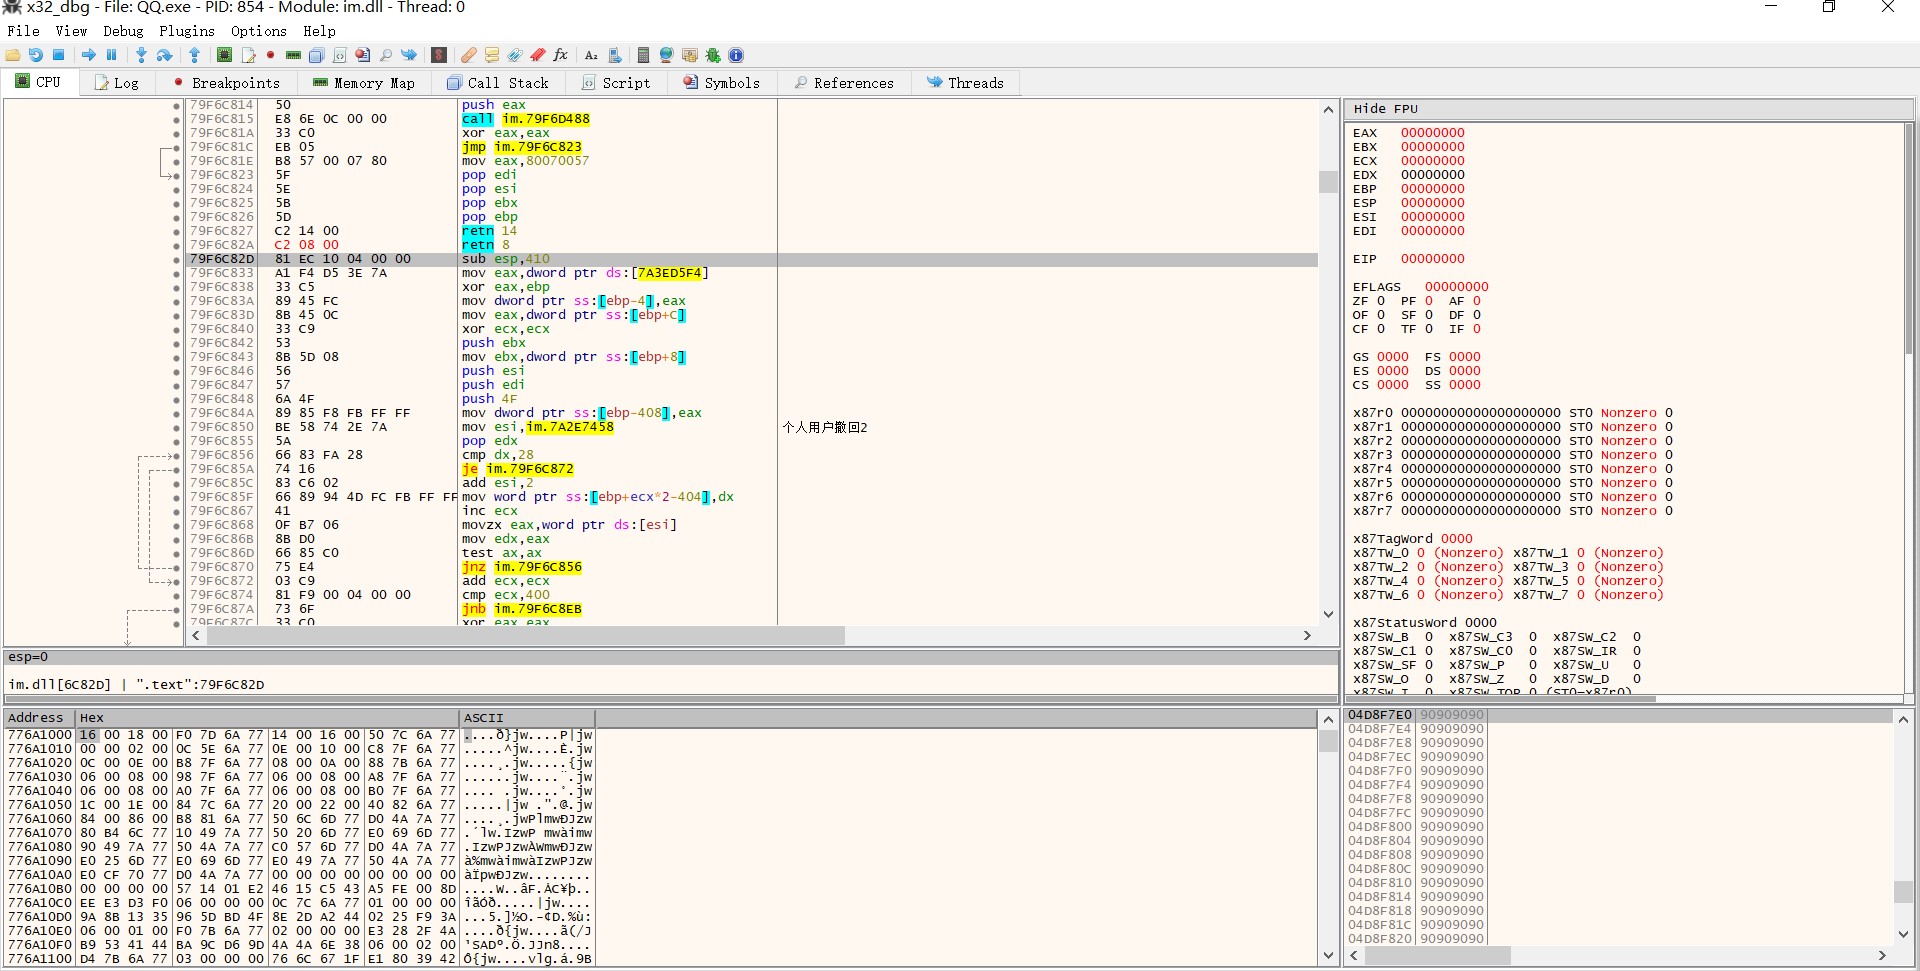 x32_dbg - File: QQ.exe - PID: 854 - Module: im.dll - Thread: 0
File View Debug Plugins Options Help
CPU Log Breakpoints Memory Map Call Stack Script Symbols References Threads
79F6C814 50 push eax
79F6C815 E8 6E 0C 00 00 call im.79F6D488
79F6C81A 33 C0 xor eax,eax
79F6C81C EB 05 jmp im.79F6C823
79F6C81E B8 57 00 07 80 mov eax,80070057
79F6C823 5F pop edi
79F6C824 5E pop esi
79F6C825 5B pop ebx
79F6C826 5D pop ebp
79F6C827 C2 14 00 retn 14
79F6C82A C2 08 00 retn 8
79F6C82D 81 EC 10 04 00 00 sub esp,410
79F6C833 A1 F4 D5 3E 7A mov eax,dword ptr ds:[7A3ED5F4]
79F6C838 33 C5 xor eax,ebp
79F6C83A 89 45 FC mov dword ptr ss:[ebp-4],eax
79F6C83D 8B 45 0C mov eax,dword ptr ss:[ebp+C]
79F6C840 33 C9 xor ecx,ecx
79F6C842 53 push ebx
79F6C843 8B 5D 08 mov ebx,dword ptr ss:[ebp+8]
79F6C846 56 push esi
79F6C847 57 push edi
79F6C848 6A 4F push 4F
79F6C84A 89 85 F8 FB FF FF mov dword ptr ss:[ebp-408],eax
79F6C850 BE 58 74 2E 7A mov esi,im.7A2E7458 个人用户撤回2
79F6C855 5A pop edx
79F6C856 66 83 FA 28 cmp dx,28
79F6C85A 74 16 je im.79F6C872
79F6C85C 83 C6 02 add esi,2
79F6C85F 66 89 94 4D FC FB FF FF mov word ptr ss:[ebp+ecx*2-404],dx
79F6C867 41 inc ecx
79F6C868 0F B7 06 movzx eax,word ptr ds:[esi]
79F6C86B 8B D0 mov edx,eax
79F6C86D 66 85 C0 test ax,ax
79F6C870 75 E4 jnz im.79F6C856
79F6C872 03 C9 add ecx,ecx
79F6C874 81 F9 00 04 00 00 cmp ecx,400
79F6C87A 73 6F jnb im.79F6C8EB
79F6C87C 33 C0 xor eax,eax
esp=0
im.dll[6C82D] | ".text":79F6C82D
Hide FPU
EAX 00000000
EBX 00000000
ECX 00000000
EDX 00000000
EBP 00000000
ESP 00000000
ESI 00000000
EDI 00000000
EIP 00000000
EFLAGS 00000000
ZF 0 PF 0 AF 0
OF 0 SF 0 DF 0
CF 0 TF 0 IF 0
GS 0000 FS 0000
ES 0000 DS 0000
CS 0000 SS 0000
x87r0 00000000000000000000 ST0 Nonzero 0
x87r1 00000000000000000000 ST0 Nonzero 0
x87r2 00000000000000000000 ST0 Nonzero 0
x87r3 00000000000000000000 ST0 Nonzero 0
x87r4 00000000000000000000 ST0 Nonzero 0
x87r5 00000000000000000000 ST0 Nonzero 0
x87r6 00000000000000000000 ST0 Nonzero 0
x87r7 00000000000000000000 ST0 Nonzero 0
x87TagWord 0000
x87TW_0 0 (Nonzero) x87TW_1 0 (Nonzero)
x87TW_2 0 (Nonzero) x87TW_3 0 (Nonzero)
x87TW_4 0 (Nonzero) x87TW_5 0 (Nonzero)
x87TW_6 0 (Nonzero) x87TW_7 0 (Nonzero)
x87StatusWord 0000
x87SW_B 0 x87SW_C3 0 x87SW_C2 0
x87SW_C1 0 x87SW_C0 0 x87SW_IR 0
x87SW_SF 0 x87SW_P 0 x87SW_U 0
x87SW_O 0 x87SW_Z 0 x87SW_D 0
x87SW_I 0 x87SW_TOP 0 (ST0=x87r0)
Address Hex ASCII
776A1000 16 00 18 00 F0 7D 6A 77 14 00 16 00 50 7C 6A 77 ....ð}jw....P|jw
776A1010 00 00 02 00 0C 5E 6A 77 0E 00 10 00 C8 7F 6A 77 .....^jw....È.jw
776A1020 0C 00 0E 00 B8 7F 6A 77 08 00 0A 00 88 7B 6A 77 ....¸.jw.....{jw
776A1030 06 00 08 00 98 7F 6A 77 06 00 08 00 A8 7F 6A 77 ......jw....¨.jw
776A1040 06 00 08 00 A0 7F 6A 77 06 00 08 00 B0 7F 6A 77 .... .jw....°.jw
776A1050 1C 00 1E 00 84 7C 6A 77 20 00 22 00 40 82 6A 77 .....|jw .".@.jw
776A1060 84 00 86 00 B8 81 6A 77 50 6C 6D 77 D0 4A 7A 77 ....¸.jwPlmwÐJzw
776A1070 80 B4 6C 77 10 49 7A 77 50 20 6D 77 E0 69 6D 77 .´lw.IzwP mwàimw
776A1080 90 49 7A 77 50 4A 7A 77 C0 57 6D 77 D0 4A 7A 77 .IzwPJzwÀWmwÐJzw
776A1090 E0 25 6D 77 E0 69 6D 77 E0 49 7A 77 50 4A 7A 77 à%mwàimwàIzwPJzw
776A10A0 E0 CF 70 77 D0 4A 7A 77 00 00 00 00 00 00 00 00 àÏpwÐJzw........
776A10B0 00 00 00 00 57 14 01 E2 46 15 C5 43 A5 FE 00 8D ....W..âF.ÅC¥þ..
776A10C0 EE E3 D3 F0 06 00 00 00 0C 7C 6A 77 01 00 00 00 îãÓð.....|jw....
776A10D0 9A 8B 13 35 96 5D BD 4F 8E 2D A2 44 02 25 F9 3A ...5.]½O.-¢D.%ù:
776A10E0 06 00 01 00 F0 7B 6A 77 02 00 00 00 E3 28 2F 4A ....ð{jw....ã(/J
776A10F0 B9 53 41 44 BA 9C D6 9D 4A 4A 6E 38 06 00 02 00 ¹SADº.Ö.JJn8....
776A1100 D4 7B 6A 77 03 00 00 00 76 6C 67 1F E1 80 39 42 Ô{jw....vlg.á.9B
04D8F7E0 90909090
04D8F7E4 90909090
04D8F7E8 90909090
04D8F7EC 90909090
04D8F7F0 90909090
04D8F7F4 90909090
04D8F7F8 90909090
04D8F7FC 90909090
04D8F800 90909090
04D8F804 90909090
04D8F808 90909090
04D8F80C 90909090
04D8F810 90909090
04D8F814 90909090
04D8F818 90909090
04D8F81C 90909090
04D8F820 90909090